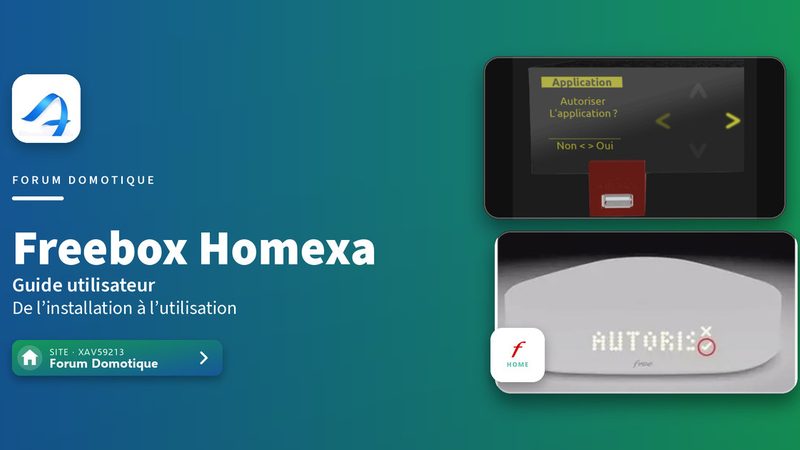 FORUM DOMOTIQUE
Freebox Homexa
Guide utilisateur
De l’installation à l’utilisation
SITE · XAV59213
Forum Domotique
Application
Autoriser
L'application ?
Non < > Oui
AUTORIS
free
f
HOME